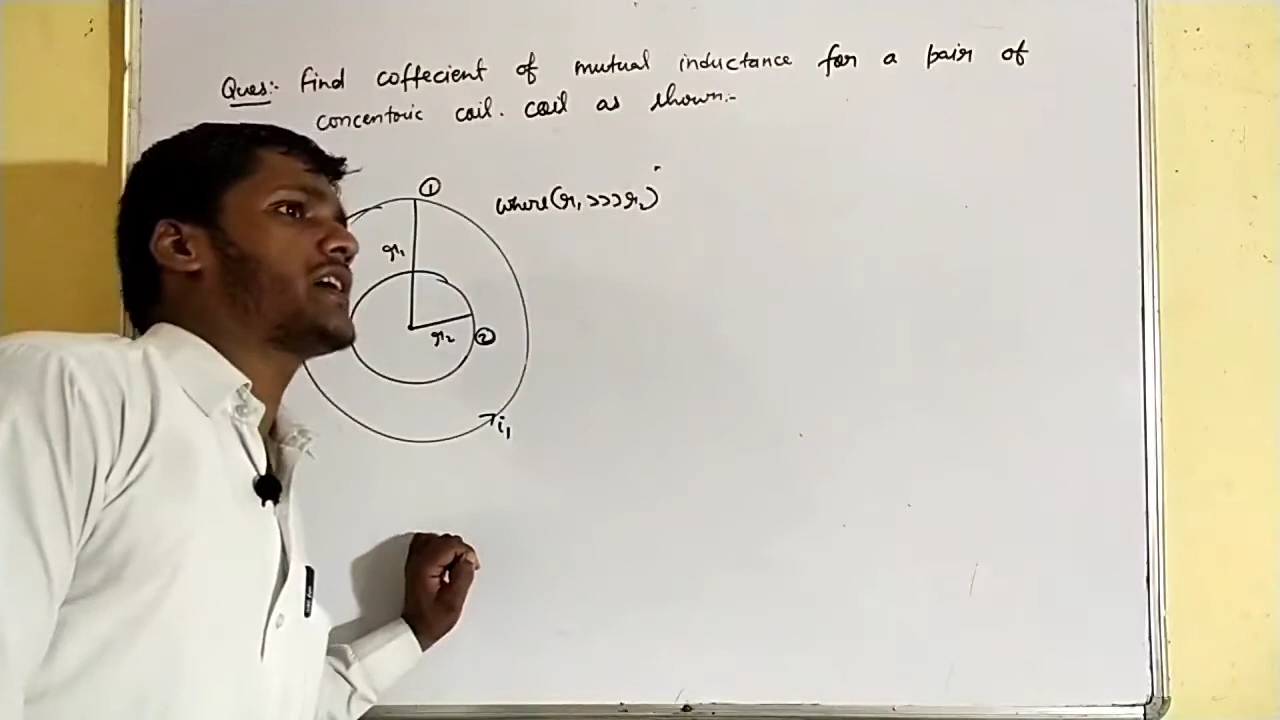 Ques:- Find coffecient of mutual inductance for a pair of
concentric coil. coil as shown:-
①
where (r₁ >>> r₂)
r₁
r₂ ②
i₁